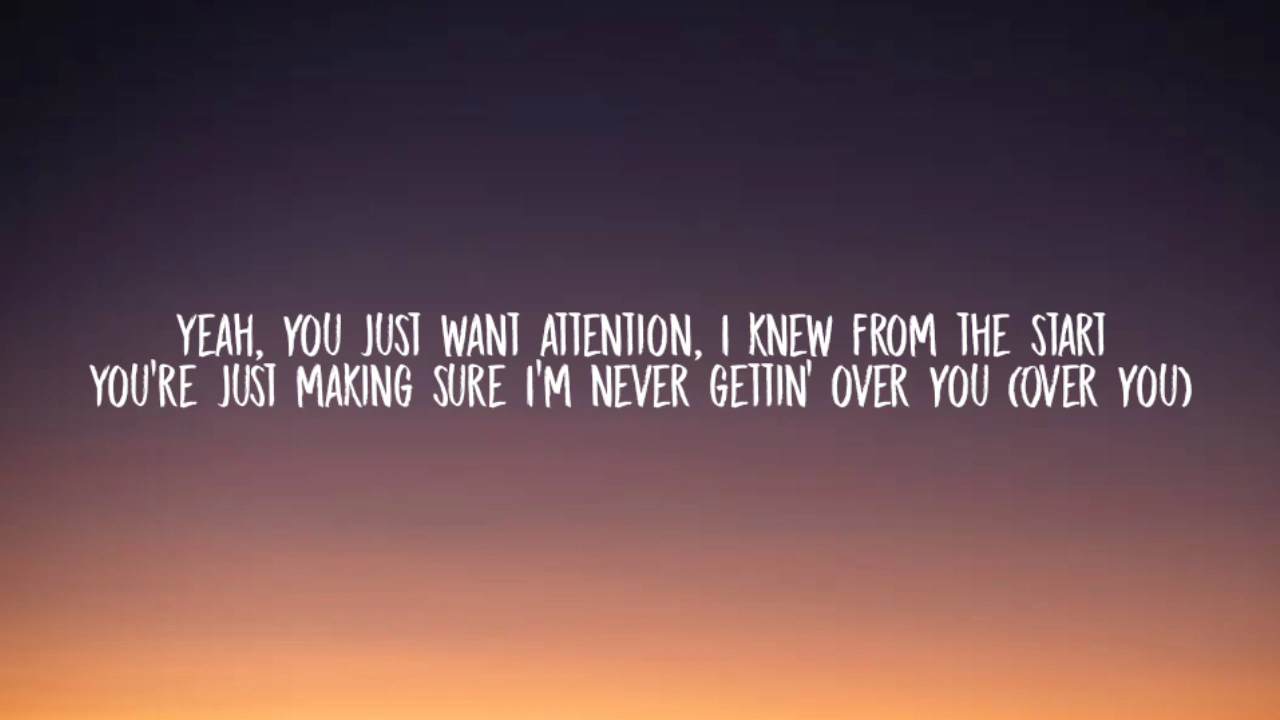 YEAH, YOU JUST WANT ATTENTION, I KNEW FROM THE START
YOU'RE JUST MAKING SURE I'M NEVER GETTIN' OVER YOU (OVER YOU)